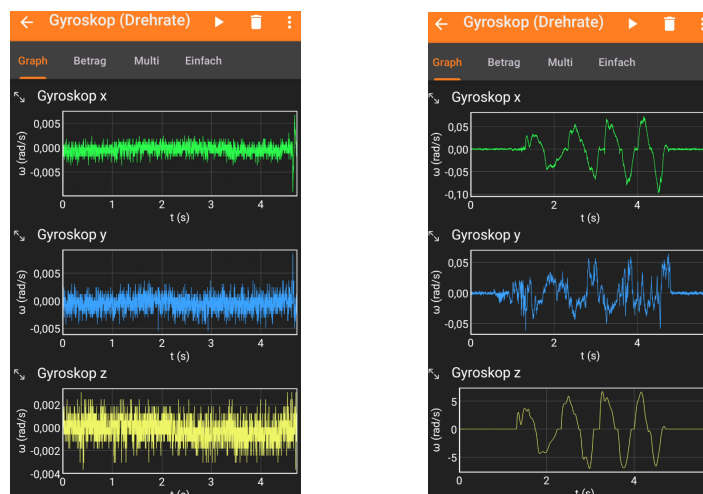 Gyroskop (Drehrate)
Graph Betrag Multi Einfach
Gyroskop x
ω (rad/s)
0,005
0,000
-0,005
0 1 2 3 4
t (s)
Gyroskop y
ω (rad/s)
0,005
0,000
-0,005
0 1 2 3 4
t (s)
Gyroskop z
ω (rad/s)
0,002
0,000
-0,002
-0,004
0 1 2 3 4
t (s)
Gyroskop (Drehrate)
Graph Betrag Multi Einfach
Gyroskop x
ω (rad/s)
0,05
0,00
-0,05
-0,10
0 2 4
t (s)
Gyroskop y
ω (rad/s)
0,05
0,00
-0,05
0 2 4
t (s)
Gyroskop z
ω (rad/s)
5
0
-5
0 2 4
t (s)